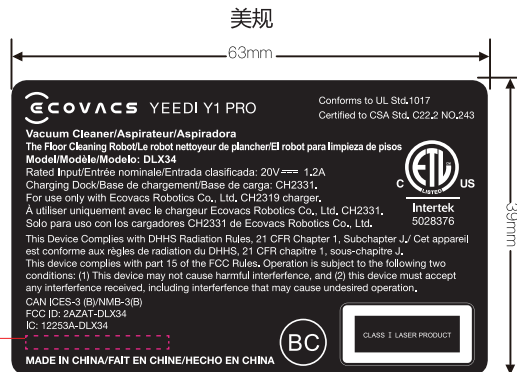 美规
63mm
ECOVACS YEEDI Y1 PRO
Conforms to UL Std.1017
Certified to CSA Std. C22.2 NO.243
Vacuum Cleaner/Aspirateur/Aspiradora
The Floor Cleaning Robot/Le robot nettoyeur de plancher/El robot para limpieza de pisos
Model/Modèle/Modelo: DLX34
Rated Input/Entrée nominale/Entrada clasificada: 20V⎓ 1.2A
Charging Dock/Base de chargement/Base de carga: CH2331.
For use only with Ecovacs Robotics Co., Ltd. CH2319 charger.
À utiliser uniquement avec le chargeur Ecovacs Robotics Co., Ltd. CH2331.
Solo para uso con los cargadores CH2331 de Ecovacs Robotics Co., Ltd.
ETL
LISTED
C US
Intertek
5028376
39mm
This Device Complies with DHHS Radiation Rules, 21 CFR Chapter 1, Subchapter J./ Cet appareil
est conforme aux règles de radiation du DHHS, 21 CFR chapitre 1, sous-chapitre J.
This device complies with part 15 of the FCC Rules. Operation is subject to the following two
conditions: (1) This device may not cause harmful interference, and (2) this device must accept
any interference received, including interference that may cause undesired operation.
CAN ICES-3 (B)/NMB-3(B)
FCC ID: 2AZAT-DLX34
IC: 12253A-DLX34
MADE IN CHINA/FAIT EN CHINE/HECHO EN CHINA
BC
CLASS I LASER PRODUCT